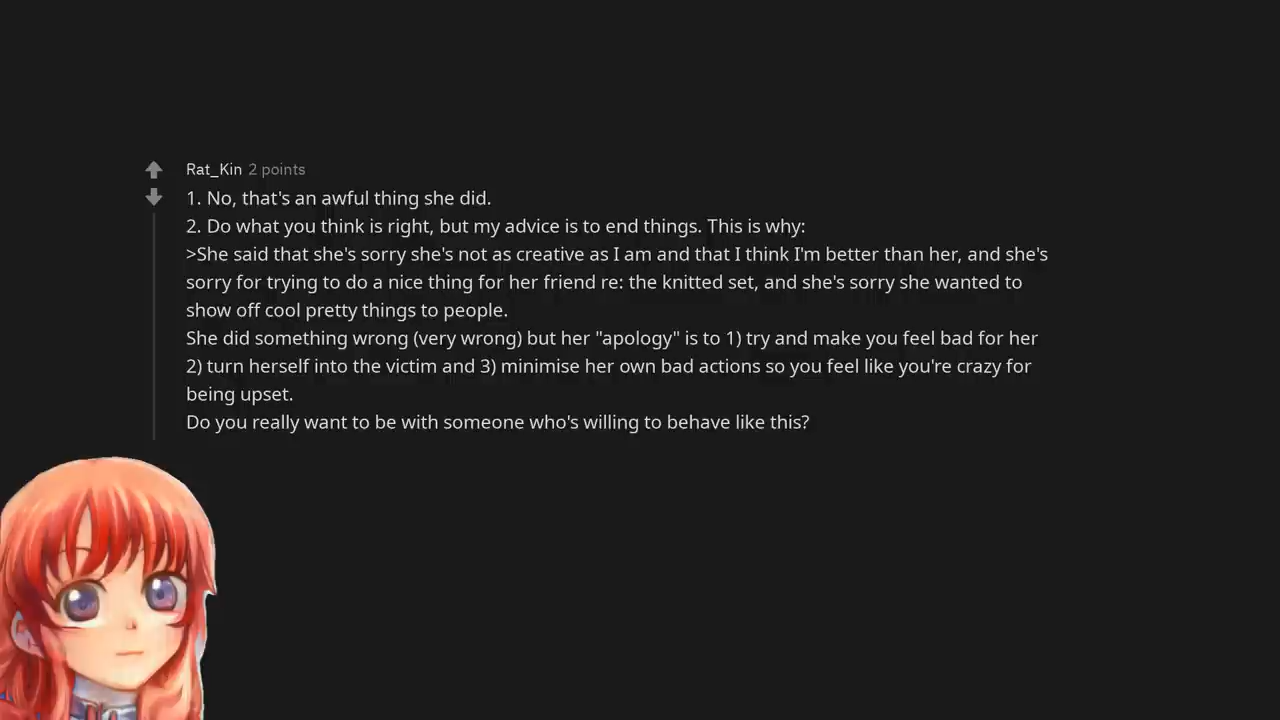 Rat_Kin 2 points
1. No, that's an awful thing she did.
2. Do what you think is right, but my advice is to end things. This is why:
>She said that she's sorry she's not as creative as I am and that I think I'm better than her, and she's
sorry for trying to do a nice thing for her friend re: the knitted set, and she's sorry she wanted to
show off cool pretty things to people.
She did something wrong (very wrong) but her "apology" is to 1) try and make you feel bad for her
2) turn herself into the victim and 3) minimise her own bad actions so you feel like you're crazy for
being upset.
Do you really want to be with someone who's willing to behave like this?